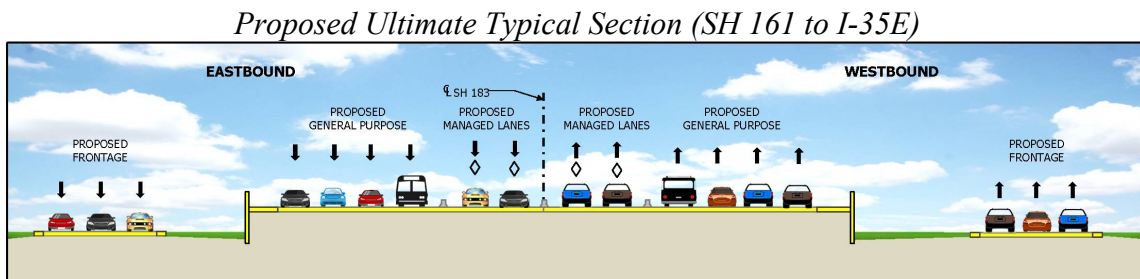 Proposed Ultimate Typical Section (SH 161 to I-35E)
EASTBOUND
WESTBOUND
℄ SH 183
PROPOSED
GENERAL PURPOSE
PROPOSED
MANAGED LANES
PROPOSED
MANAGED LANES
PROPOSED
GENERAL PURPOSE
PROPOSED
FRONTAGE
PROPOSED
FRONTAGE